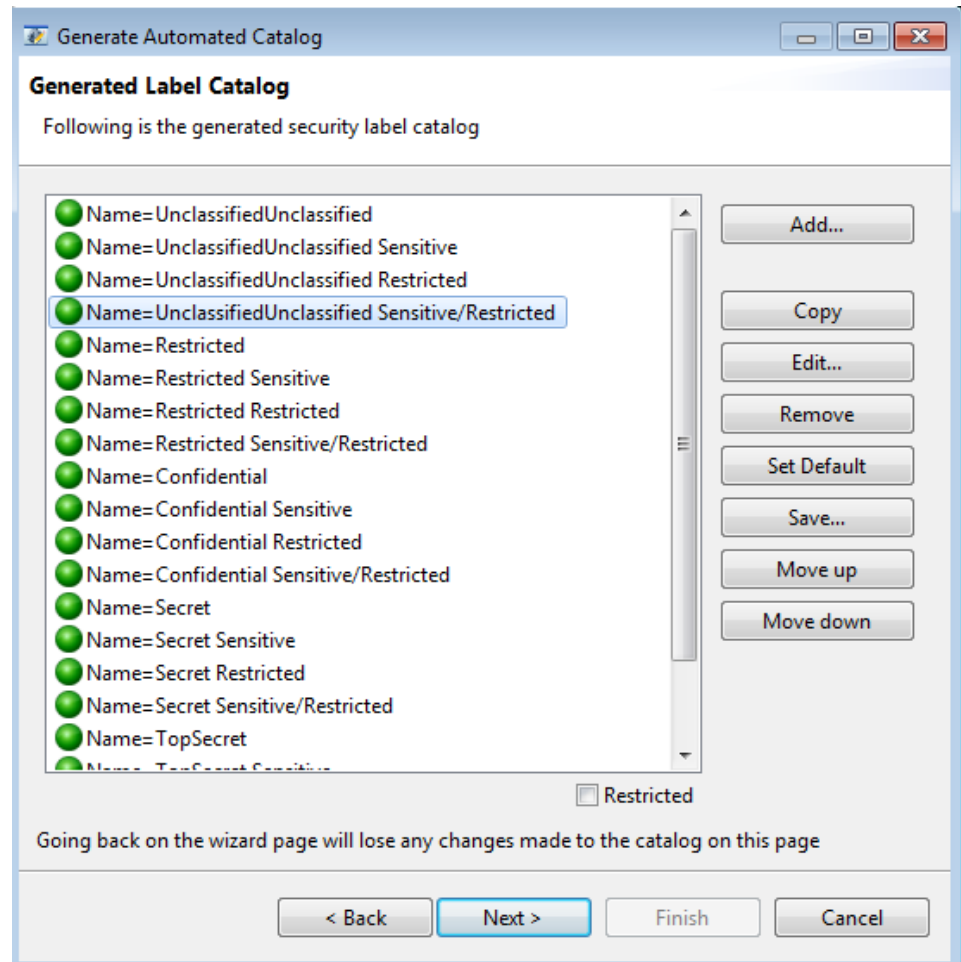 Generate Automated Catalog
Generated Label Catalog
Following is the generated security label catalog
Name=UnclassifiedUnclassified
Name=UnclassifiedUnclassified Sensitive
Name=UnclassifiedUnclassified Restricted
Name=UnclassifiedUnclassified Sensitive/Restricted
Name=Restricted
Name=Restricted Sensitive
Name=Restricted Restricted
Name=Restricted Sensitive/Restricted
Name=Confidential
Name=Confidential Sensitive
Name=Confidential Restricted
Name=Confidential Sensitive/Restricted
Name=Secret
Name=Secret Sensitive
Name=Secret Restricted
Name=Secret Sensitive/Restricted
Name=TopSecret
Name=TopSecret Sensitive
Add...
Copy
Edit...
Remove
Set Default
Save...
Move up
Move down
Restricted
Going back on the wizard page will lose any changes made to the catalog on this page
< Back
Next >
Finish
Cancel